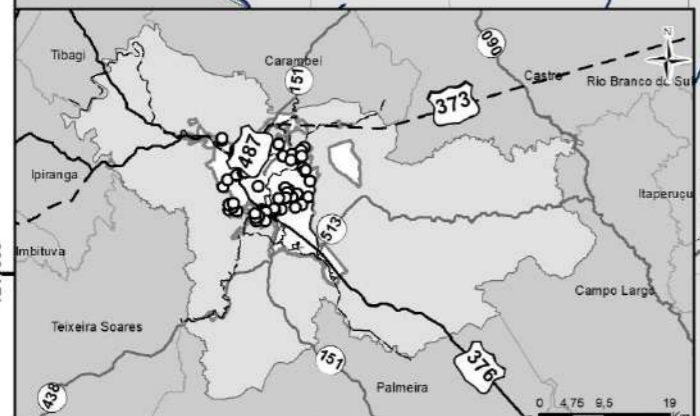 Tibagi
Carambeí
151
090
Castro
Rio Branco do Sul
373
487
Ipiranga
Itaperuçu
Imbituva
513
Campo Largo
Teixeira Soares
151
376
Palmeira
438
0 4,75 9,5 19